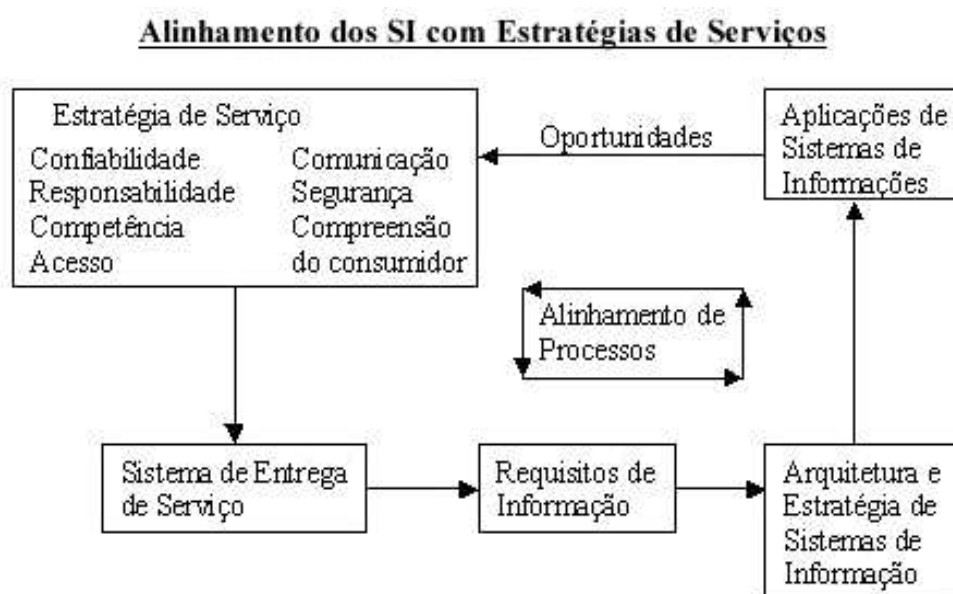 Alinhamento dos SI com Estratégias de Serviços
Estratégia de Serviço
Confiabilidade
Responsabilidade
Competência
Acesso
Comunicação
Segurança
Compreensão
do consumidor
Oportunidades
Aplicações de
Sistemas de
Informações
Alinhamento de
Processos
Sistema de Entrega
de Serviço
Requisitos de
Informação
Arquitetura e
Estratégia de
Sistemas de
Informação